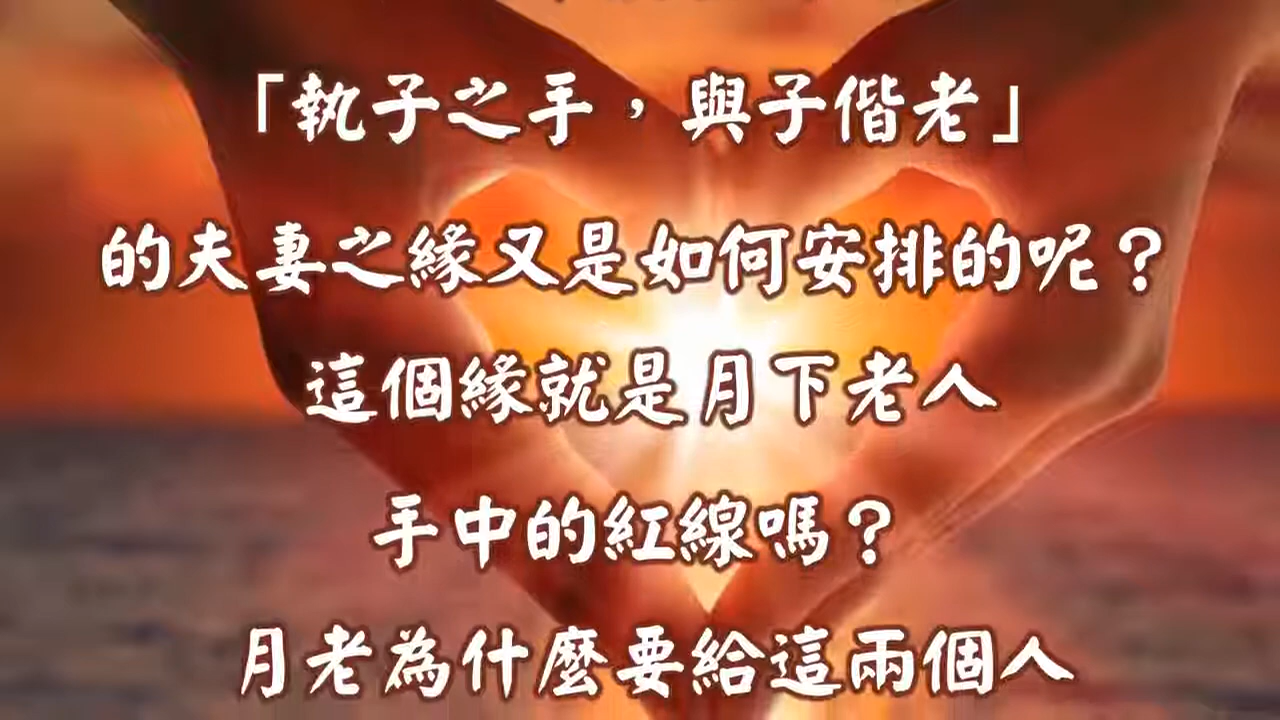 「執子之手，與子偕老」
的夫妻之緣又是如何安排的呢？
這個緣就是月下老人
手中的紅線嗎？
月老為什麼要給這兩個人